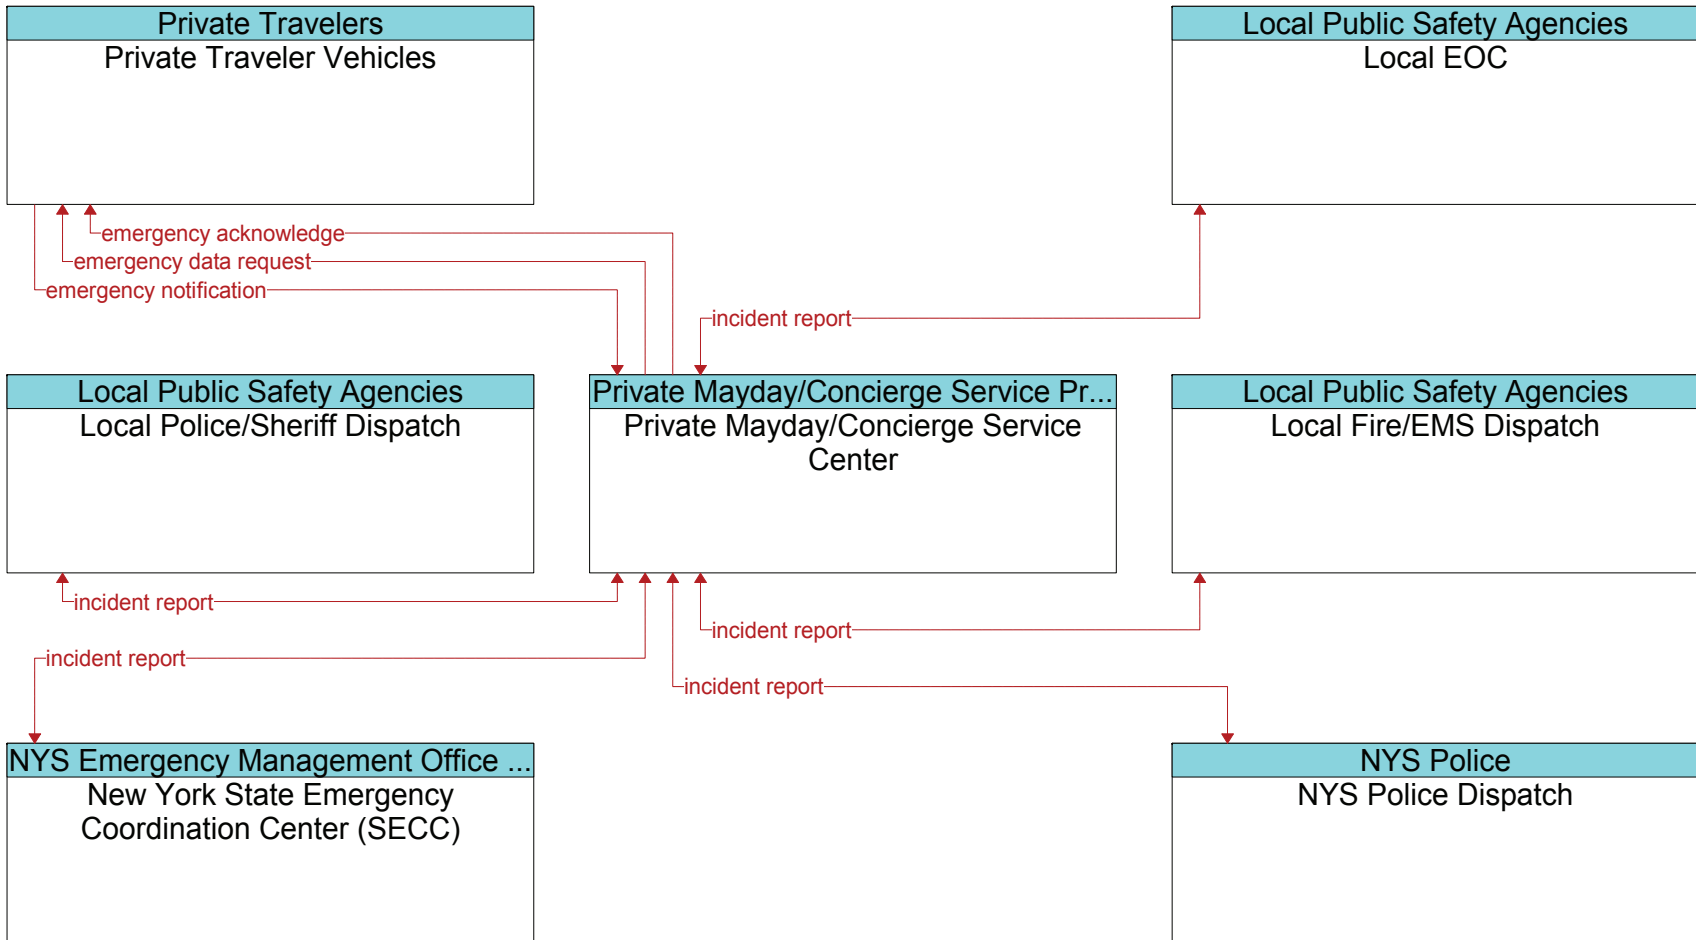 Private Travelers
Private Traveler Vehicles
Local Public Safety Agencies
Local EOC
emergency acknowledge
emergency data request
emergency notification
incident report
Local Public Safety Agencies
Local Police/Sheriff Dispatch
Private Mayday/Concierge Service Pr...
Private Mayday/Concierge Service
Center
Local Public Safety Agencies
Local Fire/EMS Dispatch
incident report
incident report
incident report
incident report
NYS Emergency Management Office ...
New York State Emergency
Coordination Center (SECC)
NYS Police
NYS Police Dispatch